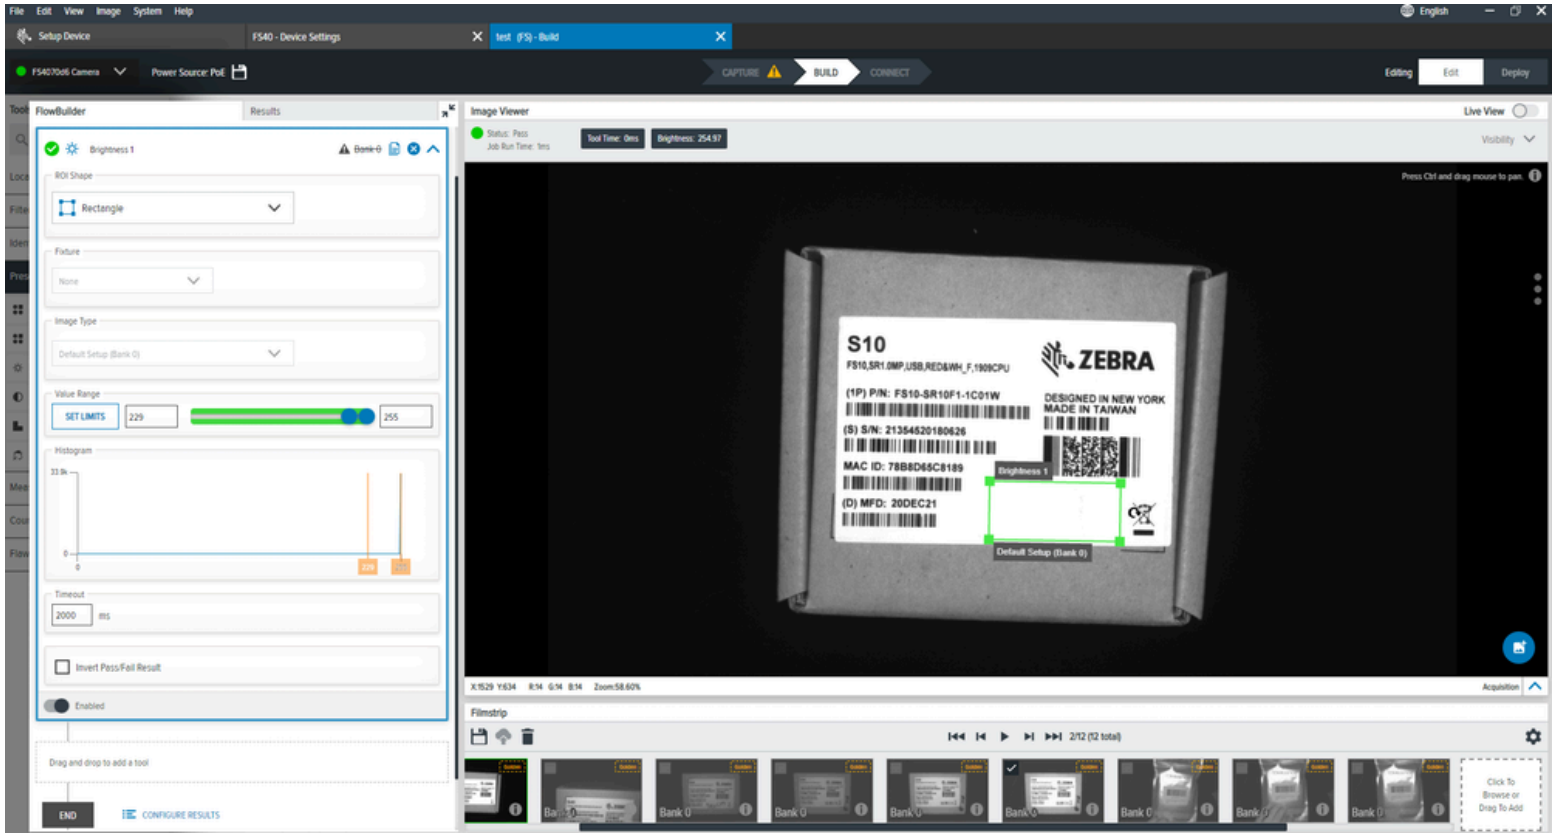 File Edit View Image System Help
English
Setup Device
FS40 - Device Settings
test (FS) - Build
FS4070d6 Camera
Power Source: PoE
CAPTURE
BUILD
CONNECT
Editing
Edit
Deploy
FlowBuilder
Results
Brightness 1
Bank 0
ROI Shape
Rectangle
Fixture
None
Image Type
Default Setup (Bank 0)
Value Range
SET LIMITS
229
255
Histogram
33.9k
0
0
229
Timeout
2000 ms
Invert Pass/Fail Result
Enabled
Drag and drop to add a tool
END
CONFIGURE RESULTS
Image Viewer
Live View
Status: Pass
Job Run Time: 1ms
Tool Time: 0ms
Brightness: 254.97
Visibility
Press Ctrl and drag mouse to pan.
S10
FS10,SR1.0MP,USB,RED&WH_F,1909CPU
(1P) P/N: FS10-SR10F1-1C01W
(S) S/N: 21354520180626
MAC ID: 78B8D65C8189
(D) MFD: 20DEC21
ZEBRA
DESIGNED IN NEW YORK
MADE IN TAIWAN
Brightness 1
Default Setup (Bank 0)
X:1529 Y:634 R:14 G:14 B:14 Zoom:58.60%
Acquisition
Filmstrip
2/12 (12 total)
Golden
Golden
Golden
Golden
Golden
Golden
Golden
Golden
Bank 0
Bank 0
Bank 0
Bank 0
Bank 0
Bank 0
Bank 0
Click To
Browse or
Drag To Add